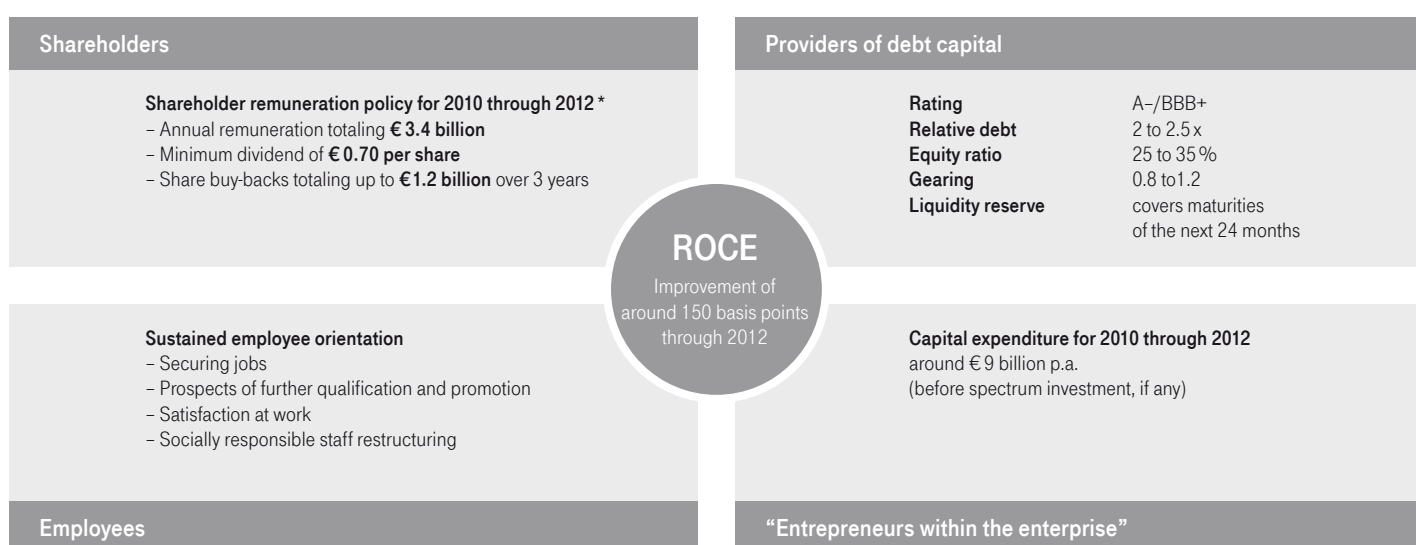 Shareholders
Shareholder remuneration policy for 2010 through 2012 *
– Annual remuneration totaling € 3.4 billion
– Minimum dividend of € 0.70 per share
– Share buy-backs totaling up to €1.2 billion over 3 years
Providers of debt capital
Rating A–/BBB+
Relative debt 2 to 2.5 x
Equity ratio 25 to 35 %
Gearing 0.8 to1.2
Liquidity reserve covers maturities
of the next 24 months
ROCE
Improvement of
around 150 basis points
through 2012
Sustained employee orientation
– Securing jobs
– Prospects of further qualification and promotion
– Satisfaction at work
– Socially responsible staff restructuring
Employees
Capital expenditure for 2010 through 2012
around € 9 billion p.a.
(before spectrum investment, if any)
“Entrepreneurs within the enterprise”